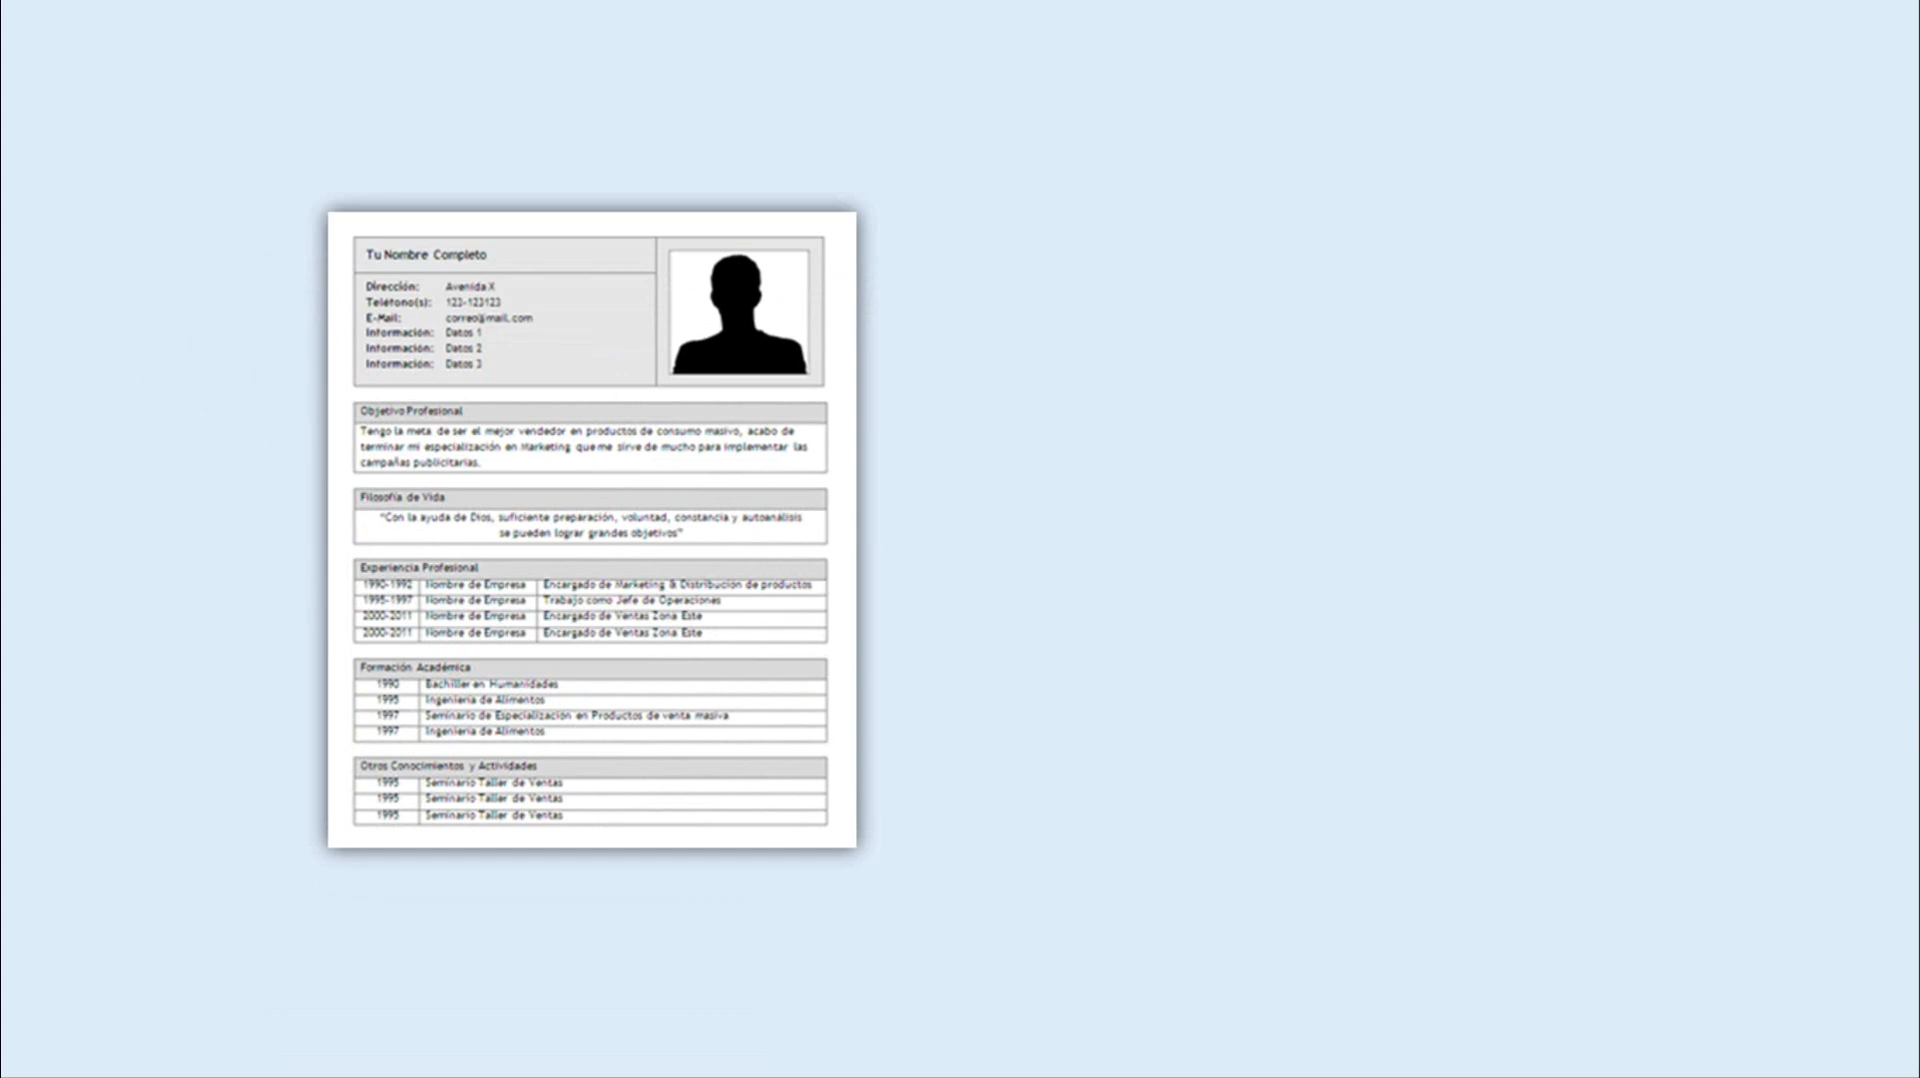 Tu Nombre Completo
Dirección: Avenida X
Teléfono(s): 123-123123
E-Mail: correo@mail.com
Información: Datos 1
Información: Datos 2
Información: Datos 3
Objetivo Profesional
Tengo la meta de ser el mejor vendedor en productos de consumo masivo, acabo de
terminar mi especialización en Marketing que me sirve de mucho para implementar las
campañas publicitarias.
Filosofía de Vida
"Con la ayuda de Dios, suficiente preparación, voluntad, constancia y autoanálisis
se pueden lograr grandes objetivos"
Experiencia Profesional
1990-1992 Nombre de Empresa Encargado de Marketing & Distribución de productos
1995-1997 Nombre de Empresa Trabajo como Jefe de Operaciones
2000-2011 Nombre de Empresa Encargado de Ventas Zona Este
2000-2011 Nombre de Empresa Encargado de Ventas Zona Este
Formación Académica
1990 Bachiller en Humanidades
1995 Ingeniería de Alimentos
1997 Seminario de Especialización en Productos de venta masiva
1997 Ingeniería de Alimentos
Otros Conocimientos y Actividades
1995 Seminario Taller de Ventas
1995 Seminario Taller de Ventas
1995 Seminario Taller de Ventas